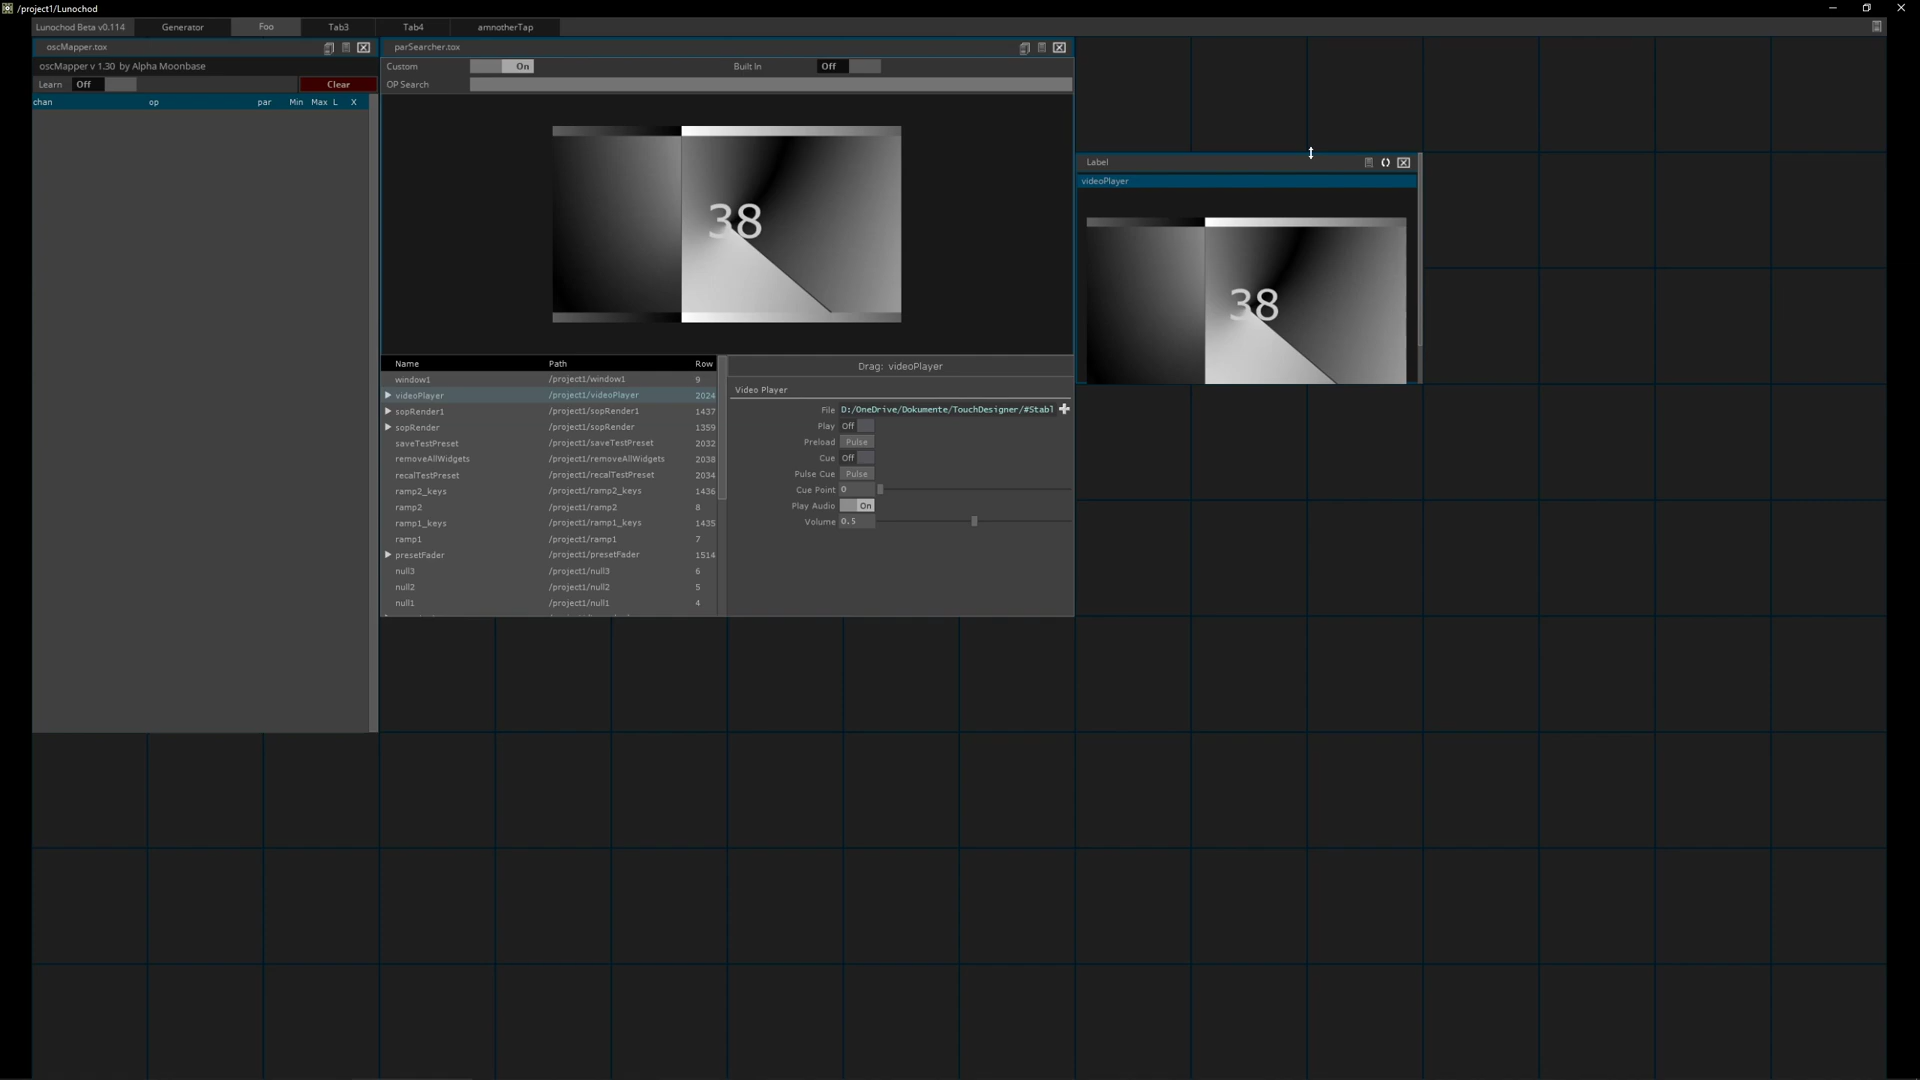 /project1/Lunochod
Lunochod Beta v0.114 Generator Foo Tab3 Tab4 amnotherTap
oscMapper.tox
oscMapper v 1.30 by Alpha Moonbase
Learn Off Clear
chan op par Min Max L X
parSearcher.tox
Custom On Built In Off
OP Search
38
Name Path Row
window1 /project1/window1 9
videoPlayer /project1/videoPlayer 2024
sopRender1 /project1/sopRender1 1437
sopRender /project1/sopRender 1359
saveTestPreset /project1/saveTestPreset 2032
removeAllWidgets /project1/removeAllWidgets 2038
recalTestPreset /project1/recalTestPreset 2034
ramp2_keys /project1/ramp2_keys 1436
ramp2 /project1/ramp2 8
ramp1_keys /project1/ramp1_keys 1435
ramp1 /project1/ramp1 7
presetFader /project1/presetFader 1514
null3 /project1/null3 6
null2 /project1/null2 5
null1 /project1/null1 4
Drag: videoPlayer
Video Player
File D:/OneDrive/Dokumente/TouchDesigner/#Stabl
Play Off
Preload Pulse
Cue Off
Pulse Cue Pulse
Cue Point 0
Play Audio On
Volume 0.5
Label
videoPlayer
38